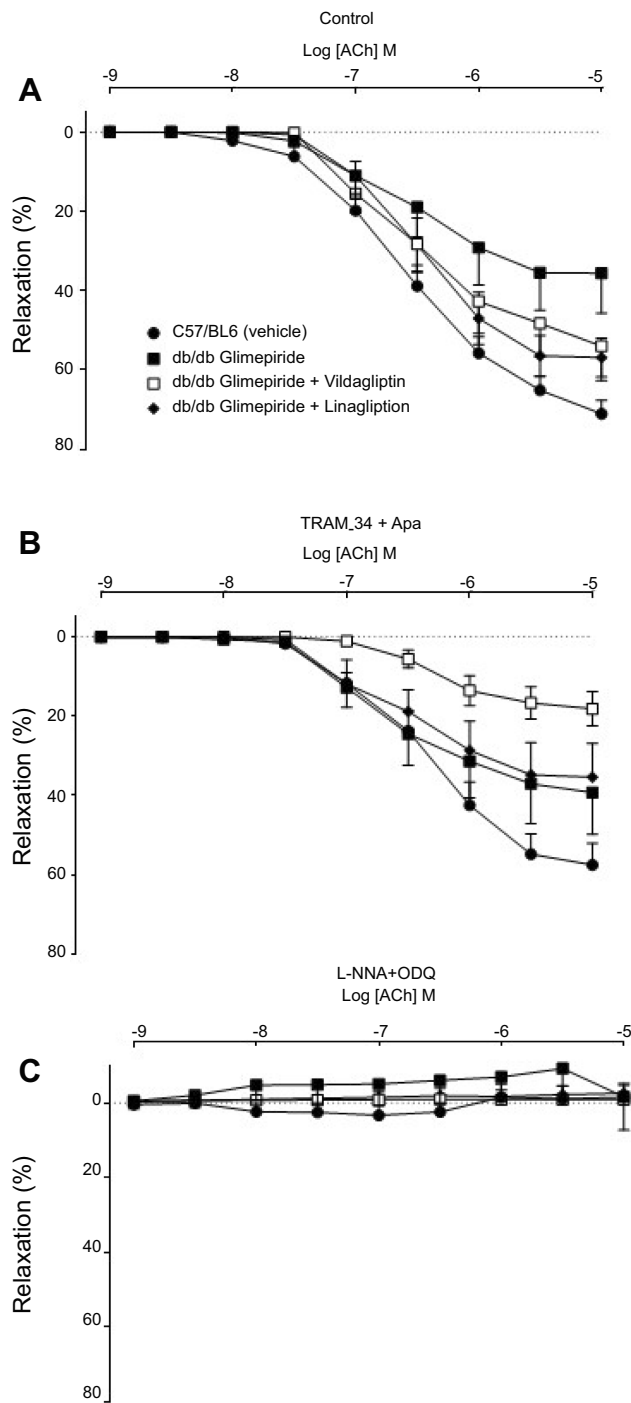 Control
Log [ACh] M
-9 -8 -7 -6 -5
A
0
20
40
60
80
Relaxation (%)
C57/BL6 (vehicle)
db/db Glimepiride
db/db Glimepiride + Vildagliptin
db/db Glimepiride + Linagliption
TRAM_34 + Apa
B
Log [ACh] M
-9 -8 -7 -6 -5
0
20
40
60
80
Relaxation (%)
L-NNA+ODQ
Log [ACh] M
-9 -8 -7 -6 -5
C
0
20
40
60
80
Relaxation (%)